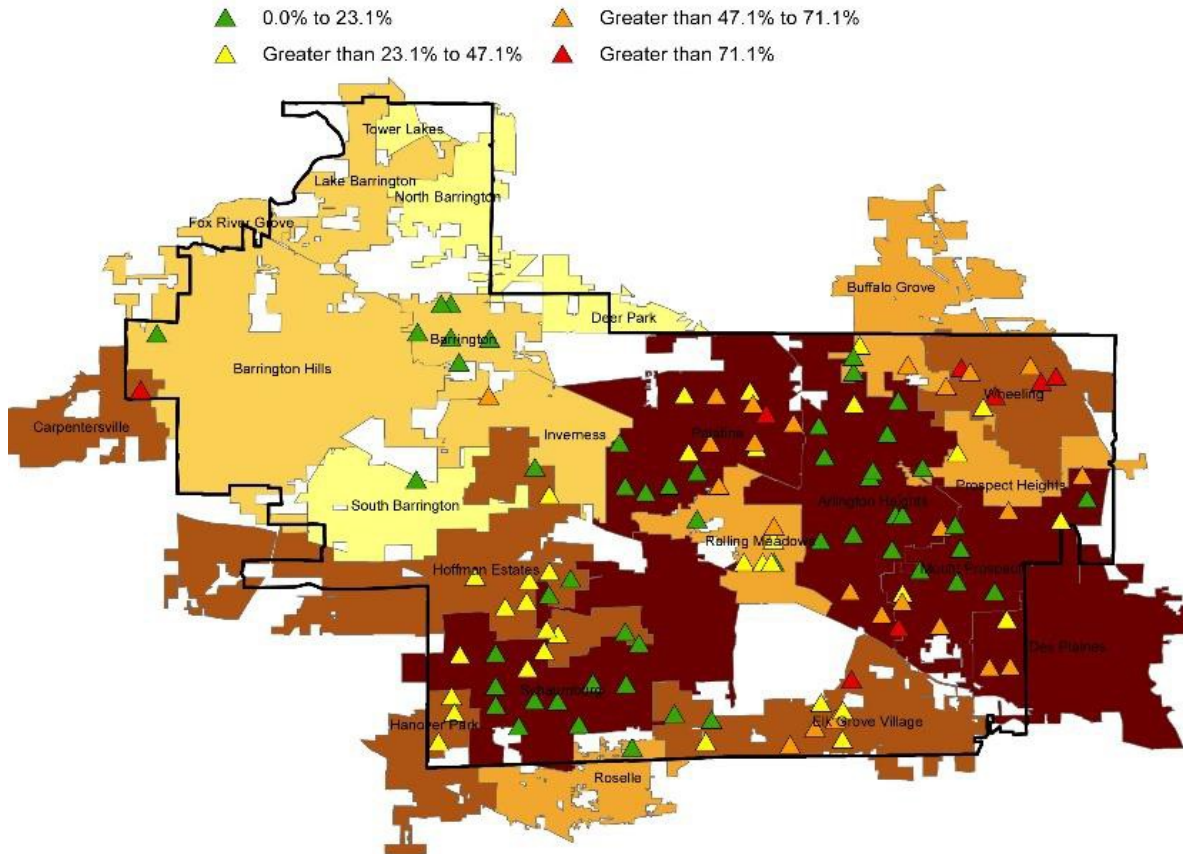 0.0% to 23.1%
Greater than 47.1% to 71.1%
Greater than 23.1% to 47.1%
Greater than 71.1%
Tower Lakes
Lake Barrington
North Barrington
Fox River Grove
Buffalo Grove
Deer Park
Barrington
Barrington Hills
Wheeling
Carpentersville
Inverness
Palatine
Prospect Heights
South Barrington
Arlington Heights
Rolling Meadows
Hoffman Estates
Mount Prospect
Des Plaines
Schaumburg
Hanover Park
Elk Grove Village
Roselle